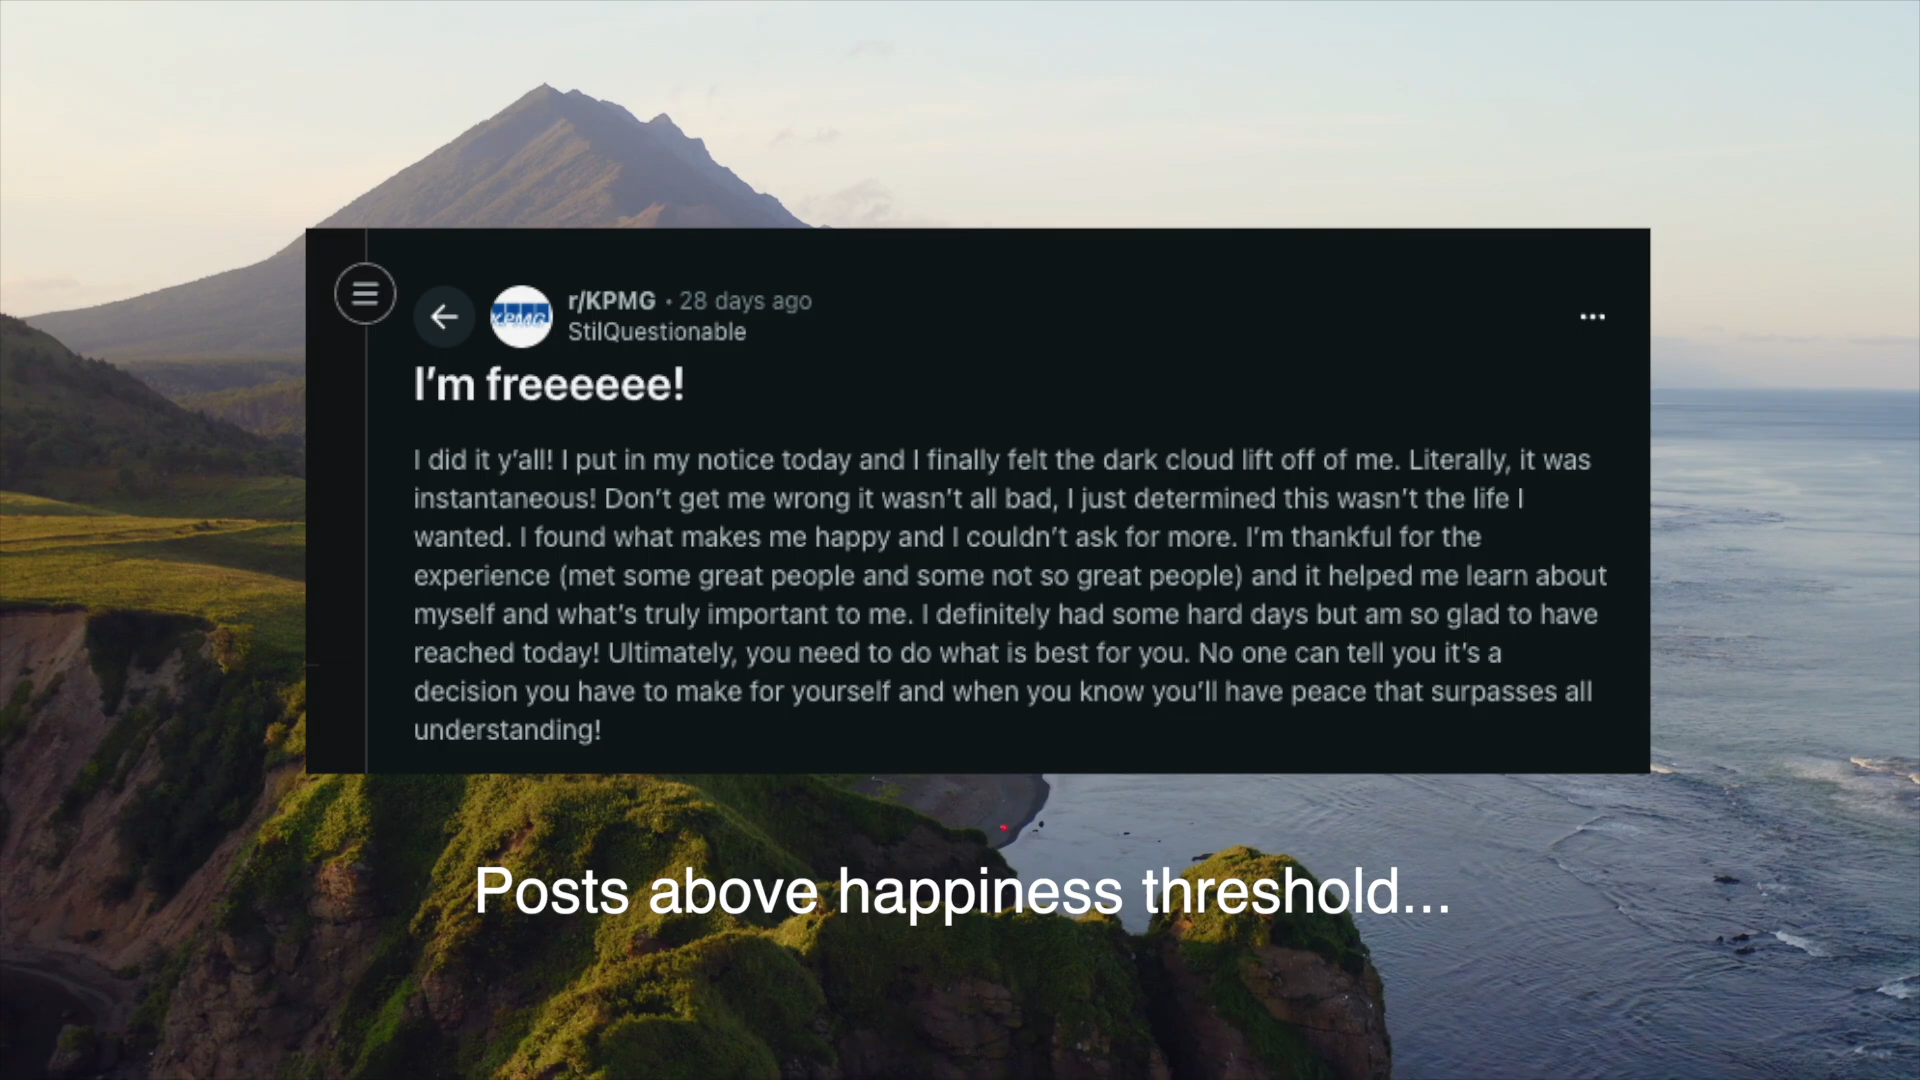 r/KPMG • 28 days ago
KPMG
StilQuestionable
I’m freeeeee!
I did it y’all! I put in my notice today and I finally felt the dark cloud lift off of me. Literally, it was
instantaneous! Don’t get me wrong it wasn’t all bad, I just determined this wasn’t the life I
wanted. I found what makes me happy and I couldn’t ask for more. I’m thankful for the
experience (met some great people and some not so great people) and it helped me learn about
myself and what’s truly important to me. I definitely had some hard days but am so glad to have
reached today! Ultimately, you need to do what is best for you. No one can tell you it’s a
decision you have to make for yourself and when you know you’ll have peace that surpasses all
understanding!
Posts above happiness threshold...